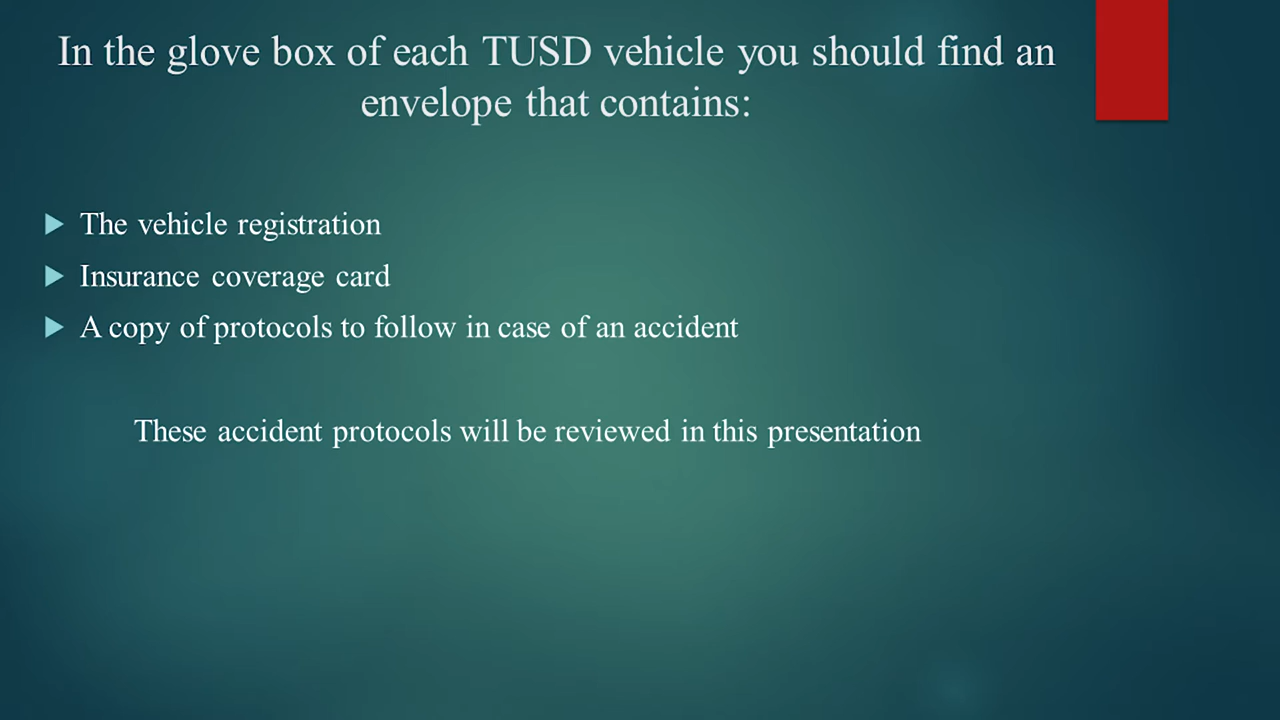 In the glove box of each TUSD vehicle you should find an
envelope that contains:
The vehicle registration
Insurance coverage card
A copy of protocols to follow in case of an accident
These accident protocols will be reviewed in this presentation